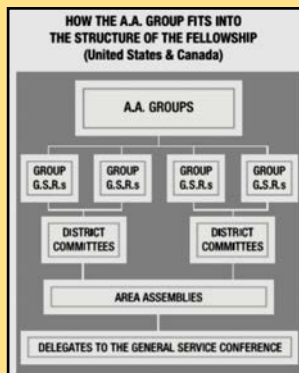 HOW THE A.A. GROUP FITS INTO
THE STRUCTURE OF THE FELLOWSHIP
(United States & Canada)
A.A. GROUPS
GROUP G.S.R.s
GROUP G.S.R.s
GROUP G.S.R.s
GROUP G.S.R.s
DISTRICT COMMITTEES
DISTRICT COMMITTEES
AREA ASSEMBLIES
DELEGATES TO THE GENERAL SERVICE CONFERENCE